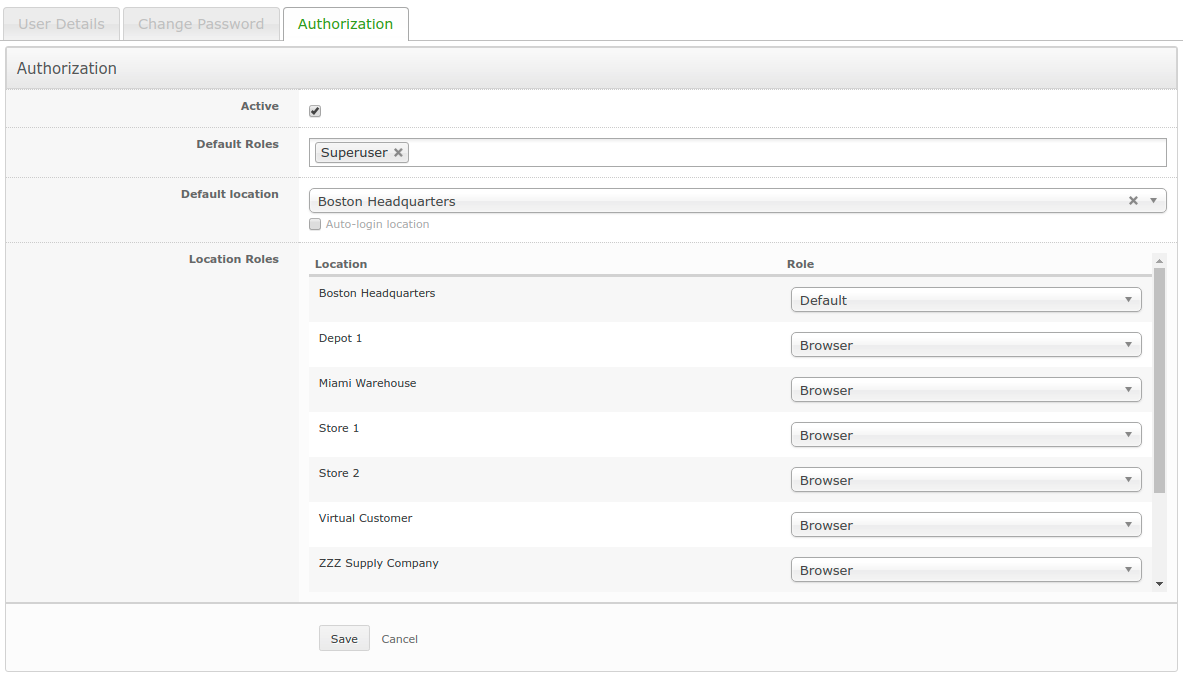 User Details Change Password Authorization
Authorization
Active
Default Roles Superuser
Default location Boston Headquarters
Auto-login location
Location Roles Location Role
Boston Headquarters Default
Depot 1 Browser
Miami Warehouse Browser
Store 1 Browser
Store 2 Browser
Virtual Customer Browser
ZZZ Supply Company Browser
Save Cancel